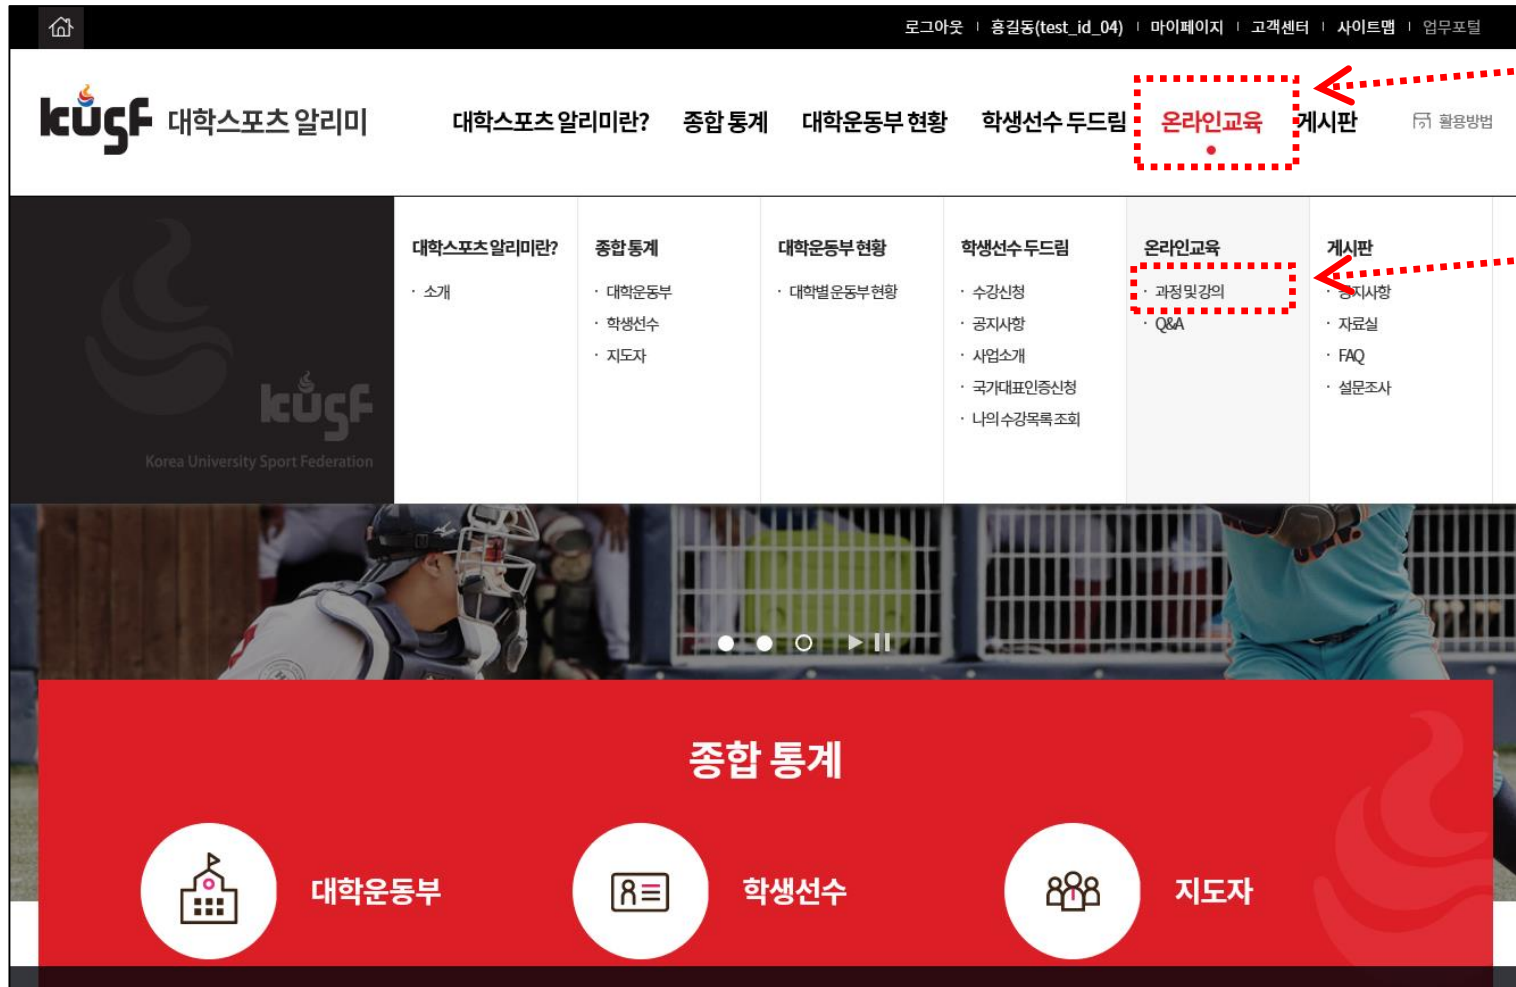 로그아웃 홍길동(test_id_04) 마이페이지 고객센터 사이트맵 업무포털
kusf 대학스포츠 알리미
대학스포츠 알리미란? 종합 통계 대학운동부 현황 학생선수 두드림 온라인교육 게시판 활용방법
kusf
Korea University Sport Federation
대학스포츠 알리미란?
· 소개
종합 통계
· 대학운동부
· 학생선수
· 지도자
대학운동부 현황
· 대학별 운동부 현황
학생선수 두드림
· 수강신청
· 공지사항
· 사업소개
· 국가대표인증신청
· 나의 수강목록 조회
온라인교육
· 과정 및 강의
· Q&A
게시판
· 공지사항
· 자료실
· FAQ
· 설문조사
종합 통계
대학운동부 학생선수 지도자